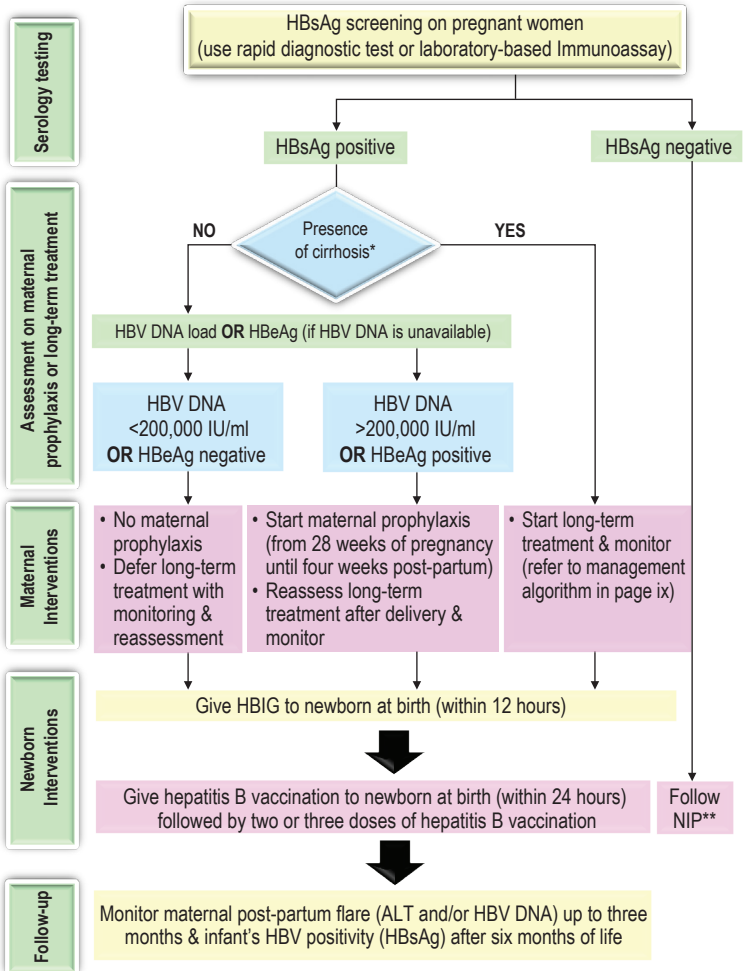 Serology testing
HBsAg screening on pregnant women
(use rapid diagnostic test or laboratory-based Immunoassay)
HBsAg positive
HBsAg negative
Assessment on maternal
prophylaxis or long-term treatment
NO
Presence
of cirrhosis*
YES
HBV DNA load OR HBeAg (if HBV DNA is unavailable)
HBV DNA
<200,000 IU/ml
OR HBeAg negative
HBV DNA
>200,000 IU/ml
OR HBeAg positive
Maternal
Interventions
• No maternal
prophylaxis
• Defer long-term
treatment with
monitoring &
reassessment
• Start maternal prophylaxis
(from 28 weeks of pregnancy
until four weeks post-partum)
• Reassess long-term
treatment after delivery &
monitor
• Start long-term
treatment & monitor
(refer to management
algorithm in page ix)
Newborn
Interventions
Give HBIG to newborn at birth (within 12 hours)
Give hepatitis B vaccination to newborn at birth (within 24 hours)
followed by two or three doses of hepatitis B vaccination
Follow
NIP**
Follow-up
Monitor maternal post-partum flare (ALT and/or HBV DNA) up to three
months & infant's HBV positivity (HBsAg) after six months of life